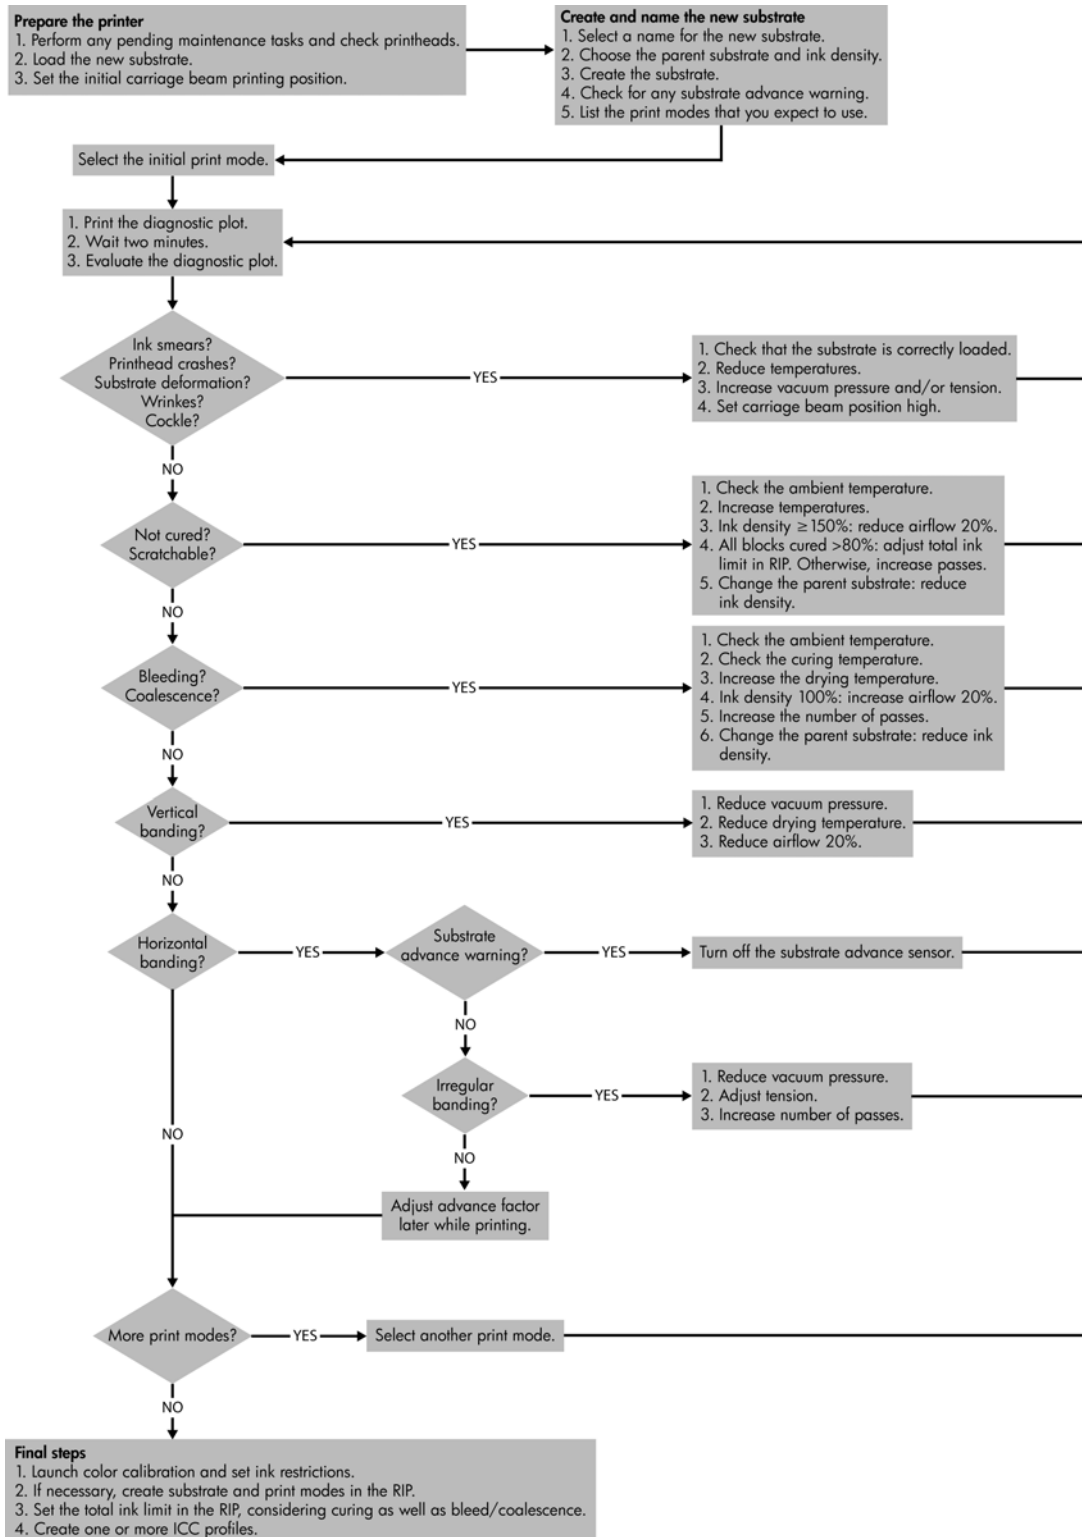 Prepare the printer
1. Perform any pending maintenance tasks and check printheads.
2. Load the new substrate.
3. Set the initial carriage beam printing position.
Create and name the new substrate
1. Select a name for the new substrate.
2. Choose the parent substrate and ink density.
3. Create the substrate.
4. Check for any substrate advance warning.
5. List the print modes that you expect to use.
Select the initial print mode.
1. Print the diagnostic plot.
2. Wait two minutes.
3. Evaluate the diagnostic plot.
Ink smears?
Printhead crashes?
Substrate deformation?
Wrinkes?
Cockle?
YES
1. Check that the substrate is correctly loaded.
2. Reduce temperatures.
3. Increase vacuum pressure and/or tension.
4. Set carriage beam position high.
NO
Not cured?
Scratchable?
YES
1. Check the ambient temperature.
2. Increase temperatures.
3. Ink density ≥150%: reduce airflow 20%.
4. All blocks cured >80%: adjust total ink
limit in RIP. Otherwise, increase passes.
5. Change the parent substrate: reduce
ink density.
NO
Bleeding?
Coalescence?
YES
1. Check the ambient temperature.
2. Check the curing temperature.
3. Increase the drying temperature.
4. Ink density 100%: increase airflow 20%.
5. Increase the number of passes.
6. Change the parent substrate: reduce ink
density.
NO
Vertical
banding?
YES
1. Reduce vacuum pressure.
2. Reduce drying temperature.
3. Reduce airflow 20%.
NO
Horizontal
banding?
YES
Substrate
advance warning?
YES
Turn off the substrate advance sensor.
NO
Irregular
banding?
YES
1. Reduce vacuum pressure.
2. Adjust tension.
3. Increase number of passes.
NO
NO
Adjust advance factor
later while printing.
More print modes?
YES
Select another print mode.
NO
Final steps
1. Launch color calibration and set ink restrictions.
2. If necessary, create substrate and print modes in the RIP.
3. Set the total ink limit in the RIP, considering curing as well as bleed/coalescence.
4. Create one or more ICC profiles.